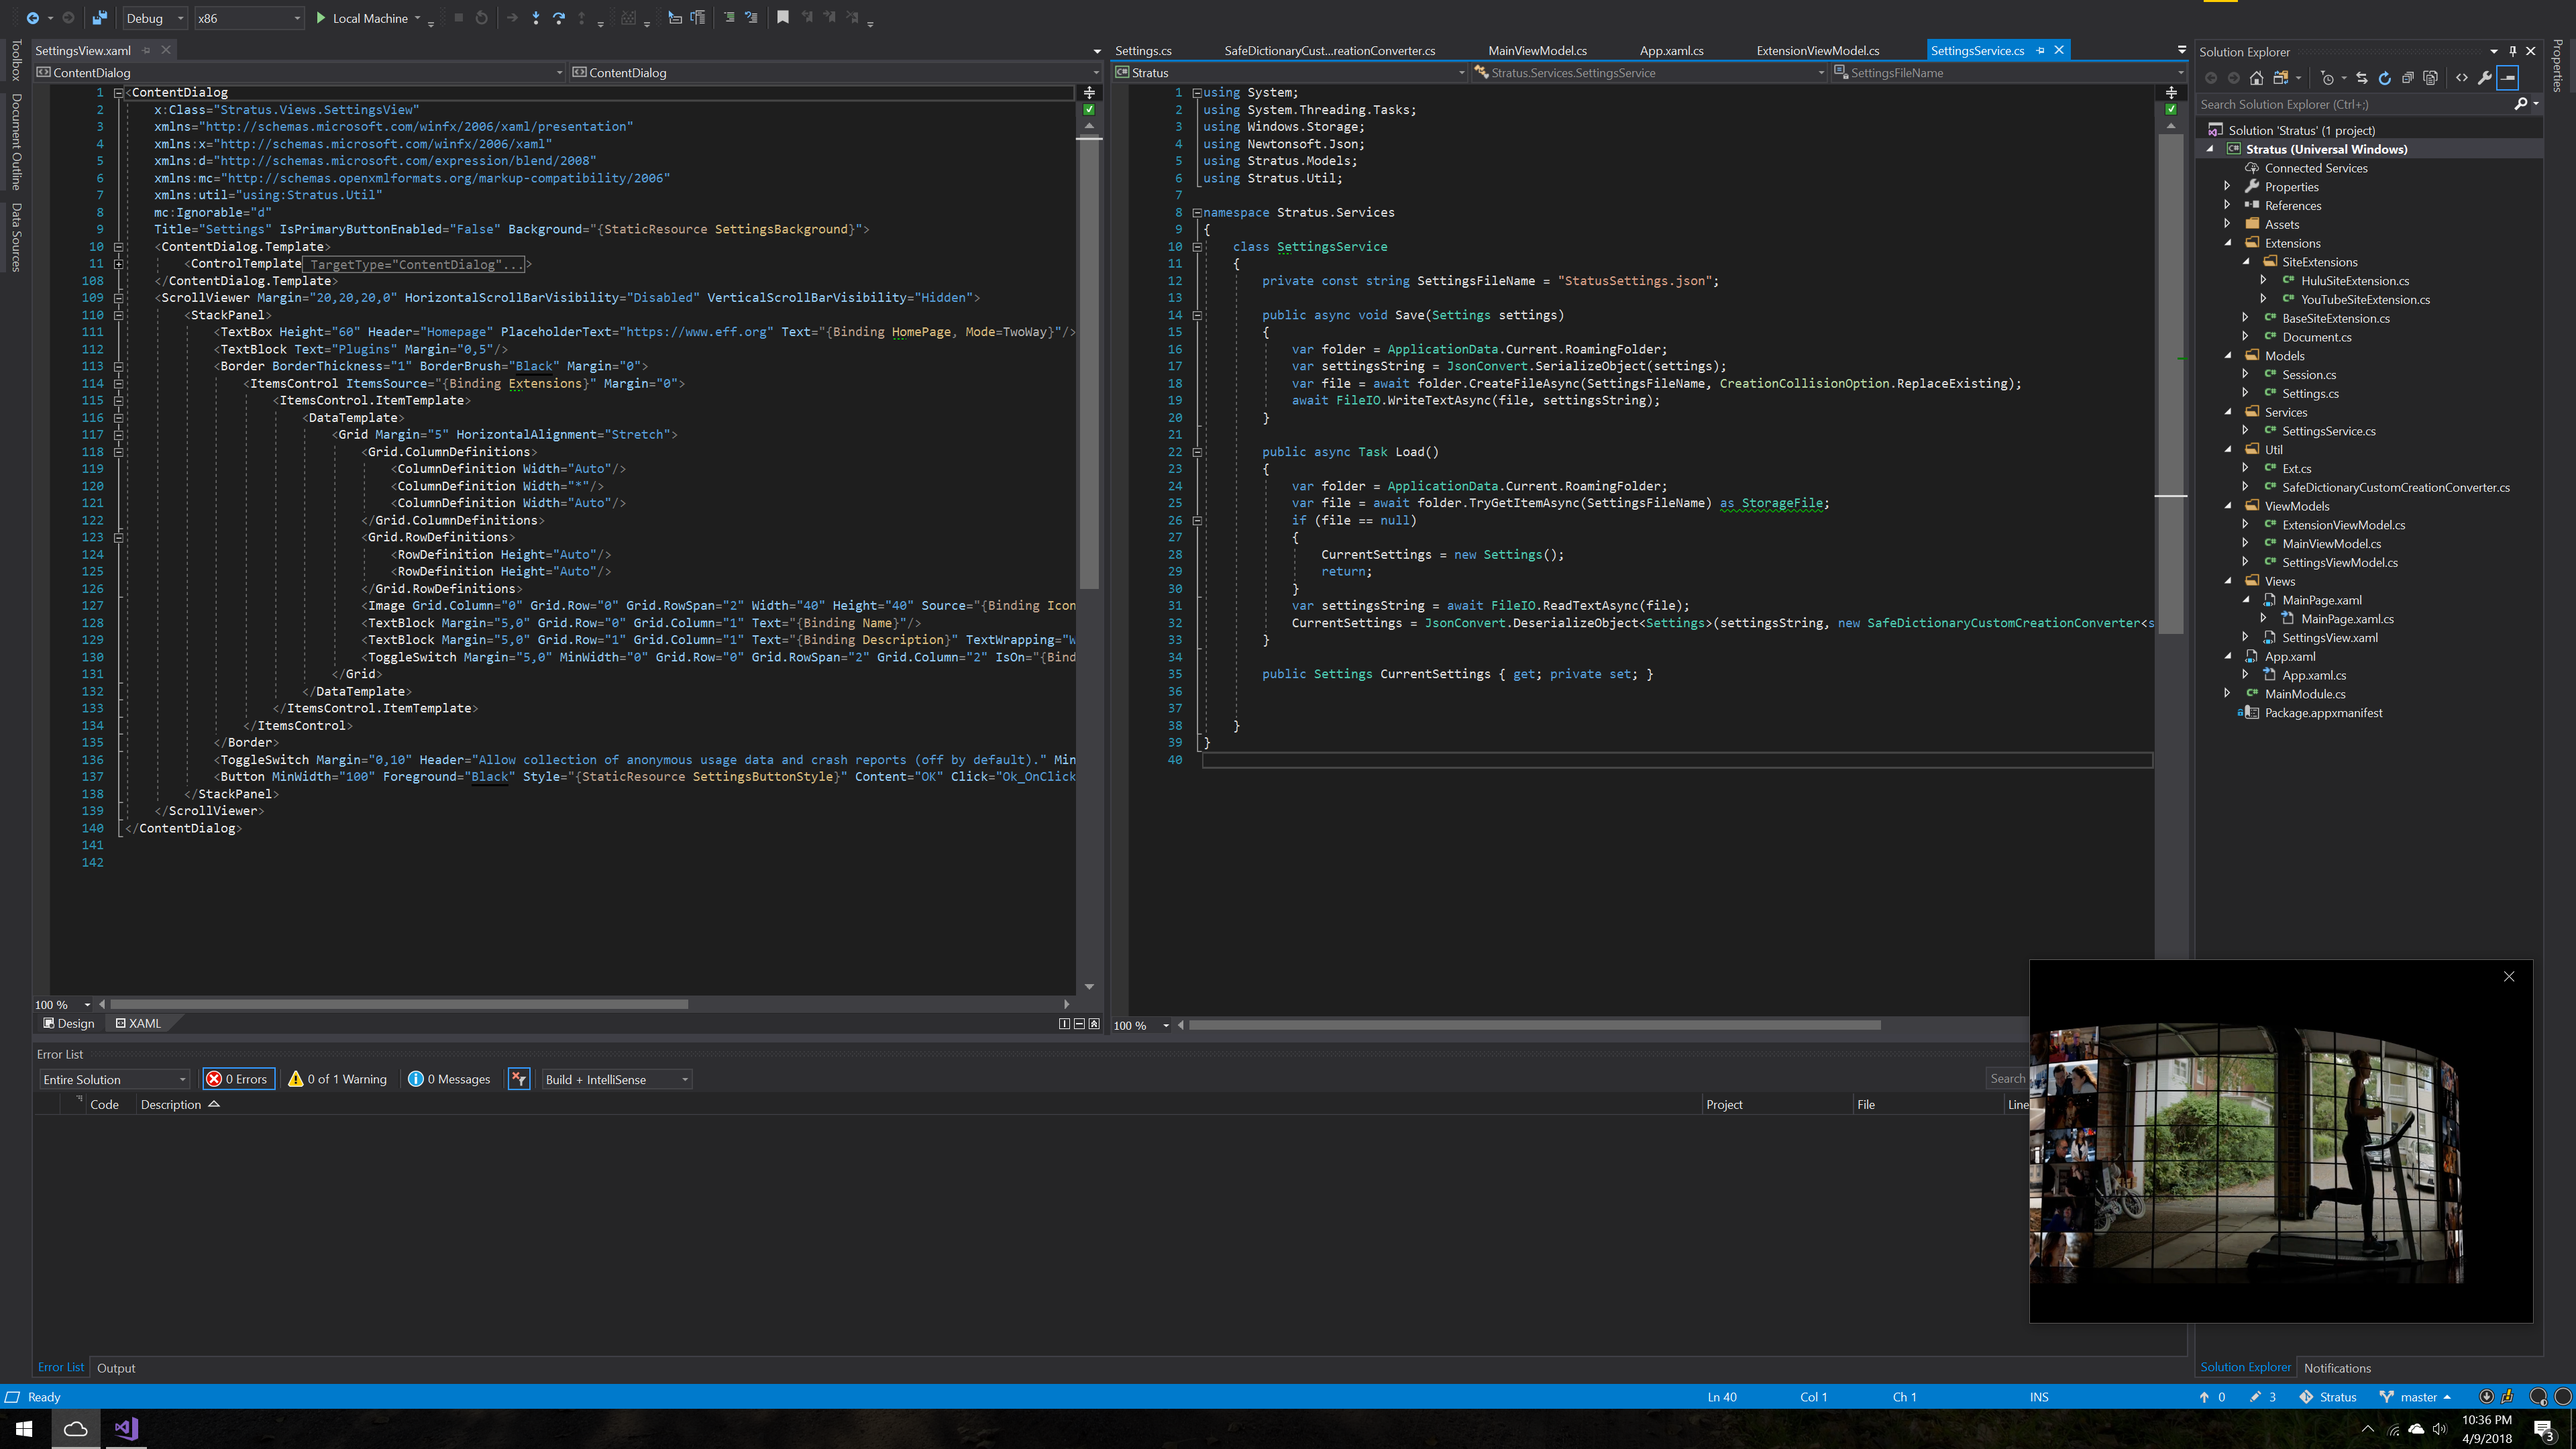 Debug x86 Local Machine
Toolbox
Document Outline
Data Sources
SettingsView.xaml
ContentDialog ContentDialog
1 <ContentDialog
2 x:Class="Stratus.Views.SettingsView"
3 xmlns="http://schemas.microsoft.com/winfx/2006/xaml/presentation"
4 xmlns:x="http://schemas.microsoft.com/winfx/2006/xaml"
5 xmlns:d="http://schemas.microsoft.com/expression/blend/2008"
6 xmlns:mc="http://schemas.openxmlformats.org/markup-compatibility/2006"
7 xmlns:util="using:Stratus.Util"
8 mc:Ignorable="d"
9 Title="Settings" IsPrimaryButtonEnabled="False" Background="{StaticResource SettingsBackground}">
10 <ContentDialog.Template>
11 <ControlTemplate TargetType="ContentDialog"...>
108 </ContentDialog.Template>
109 <ScrollViewer Margin="20,20,20,0" HorizontalScrollBarVisibility="Disabled" VerticalScrollBarVisibility="Hidden">
110 <StackPanel>
111 <TextBox Height="60" Header="Homepage" PlaceholderText="https://www.eff.org" Text="{Binding HomePage, Mode=TwoWay}"/>
112 <TextBlock Text="Plugins" Margin="0,5"/>
113 <Border BorderThickness="1" BorderBrush="Black" Margin="0">
114 <ItemsControl ItemsSource="{Binding Extensions}" Margin="0">
115 <ItemsControl.ItemTemplate>
116 <DataTemplate>
117 <Grid Margin="5" HorizontalAlignment="Stretch">
118 <Grid.ColumnDefinitions>
119 <ColumnDefinition Width="Auto"/>
120 <ColumnDefinition Width="*"/>
121 <ColumnDefinition Width="Auto"/>
122 </Grid.ColumnDefinitions>
123 <Grid.RowDefinitions>
124 <RowDefinition Height="Auto"/>
125 <RowDefinition Height="Auto"/>
126 </Grid.RowDefinitions>
127 <Image Grid.Column="0" Grid.Row="0" Grid.RowSpan="2" Width="40" Height="40" Source="{Binding Icon
128 <TextBlock Margin="5,0" Grid.Row="0" Grid.Column="1" Text="{Binding Name}"/>
129 <TextBlock Margin="5,0" Grid.Row="1" Grid.Column="1" Text="{Binding Description}" TextWrapping="W
130 <ToggleSwitch Margin="5,0" MinWidth="0" Grid.Row="0" Grid.RowSpan="2" Grid.Column="2" IsOn="{Bind
131 </Grid>
132 </DataTemplate>
133 </ItemsControl.ItemTemplate>
134 </ItemsControl>
135 </Border>
136 <ToggleSwitch Margin="0,10" Header="Allow collection of anonymous usage data and crash reports (off by default)." Min
137 <Button MinWidth="100" Foreground="Black" Style="{StaticResource SettingsButtonStyle}" Content="OK" Click="Ok_OnClick
138 </StackPanel>
139 </ScrollViewer>
140 </ContentDialog>
141
142
100 %
Design XAML
Settings.cs SafeDictionaryCust...reationConverter.cs MainViewModel.cs App.xaml.cs ExtensionViewModel.cs SettingsService.cs
Stratus Stratus.Services.SettingsService SettingsFileName
1 using System;
2 using System.Threading.Tasks;
3 using Windows.Storage;
4 using Newtonsoft.Json;
5 using Stratus.Models;
6 using Stratus.Util;
7
8 namespace Stratus.Services
9 {
10 class SettingsService
11 {
12 private const string SettingsFileName = "StatusSettings.json";
13
14 public async void Save(Settings settings)
15 {
16 var folder = ApplicationData.Current.RoamingFolder;
17 var settingsString = JsonConvert.SerializeObject(settings);
18 var file = await folder.CreateFileAsync(SettingsFileName, CreationCollisionOption.ReplaceExisting);
19 await FileIO.WriteTextAsync(file, settingsString);
20 }
21
22 public async Task Load()
23 {
24 var folder = ApplicationData.Current.RoamingFolder;
25 var file = await folder.TryGetItemAsync(SettingsFileName) as StorageFile;
26 if (file == null)
27 {
28 CurrentSettings = new Settings();
29 return;
30 }
31 var settingsString = await FileIO.ReadTextAsync(file);
32 CurrentSettings = JsonConvert.DeserializeObject<Settings>(settingsString, new SafeDictionaryCustomCreationConverter<s
33 }
34
35 public Settings CurrentSettings { get; private set; }
36
37
38 }
39 }
40
100 %
Solution Explorer
Properties
Search Solution Explorer (Ctrl+;)
Solution 'Stratus' (1 project)
Stratus (Universal Windows)
Connected Services
Properties
References
Assets
Extensions
SiteExtensions
HuluSiteExtension.cs
YouTubeSiteExtension.cs
BaseSiteExtension.cs
Document.cs
Models
Session.cs
Settings.cs
Services
SettingsService.cs
Util
Ext.cs
SafeDictionaryCustomCreationConverter.cs
ViewModels
ExtensionViewModel.cs
MainViewModel.cs
SettingsViewModel.cs
Views
MainPage.xaml
MainPage.xaml.cs
SettingsView.xaml
App.xaml
App.xaml.cs
MainModule.cs
Package.appxmanifest
Error List
Entire Solution 0 Errors 0 of 1 Warning 0 Messages Build + IntelliSense Search
Code Description Project File Line
Error List Output
Solution Explorer Notifications
Ready Ln 40 Col 1 Ch 1 INS 0 3 Stratus master
10:36 PM
4/9/2018
3